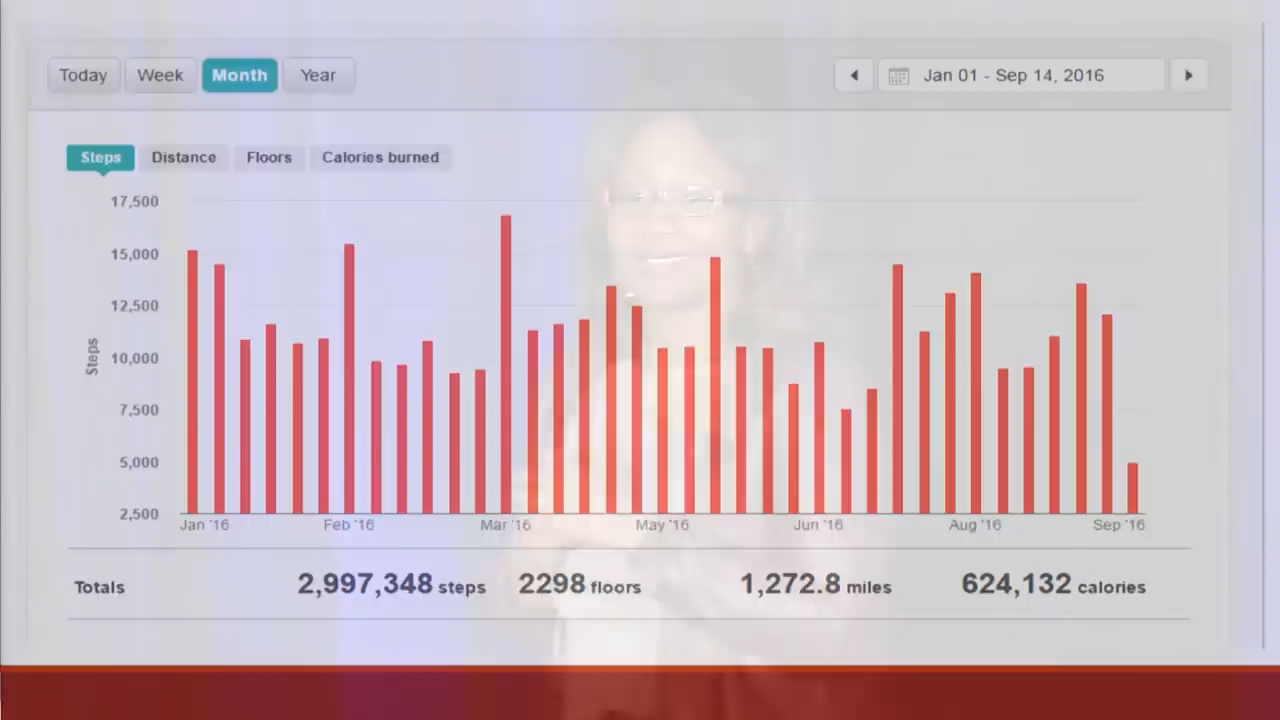 Today Week Month Year Jan 01 - Sep 14, 2016
Steps Distance Floors Calories burned
17,500
15,000
12,500
10,000
7,500
5,000
2,500
Steps
Jan '16 Feb '16 Mar '16 May '16 Jun '16 Aug '16 Sep '16
Totals 2,997,348 steps 2298 floors 1,272.8 miles 624,132 calories